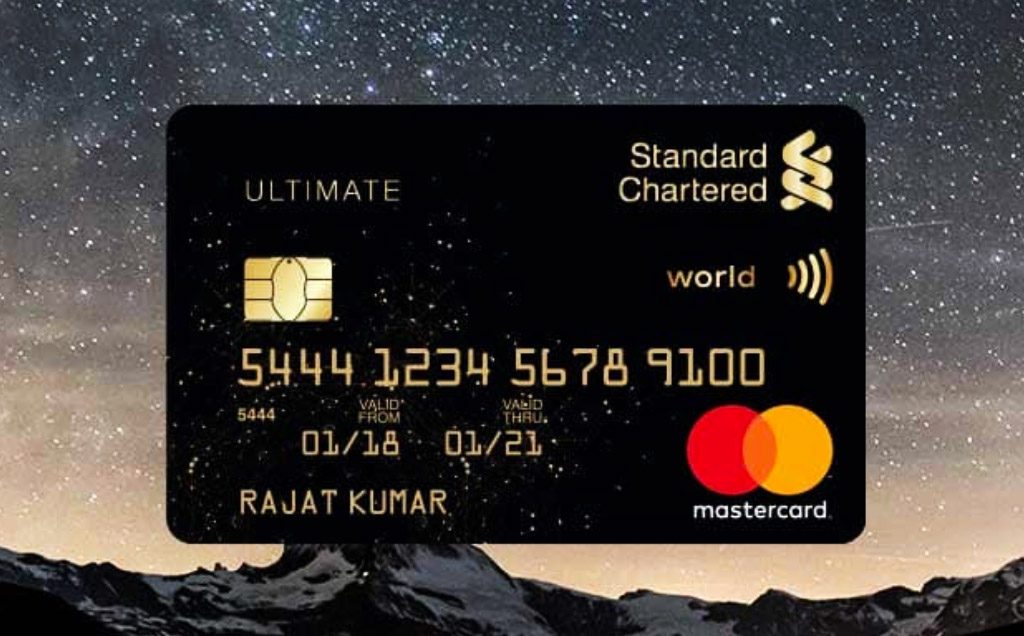 ULTIMATE
Standard
Chartered
world
5444 1234 5678 9100
5444
VALID
FROM
VALID
THRU
01/18 01/21
RAJAT KUMAR
mastercard